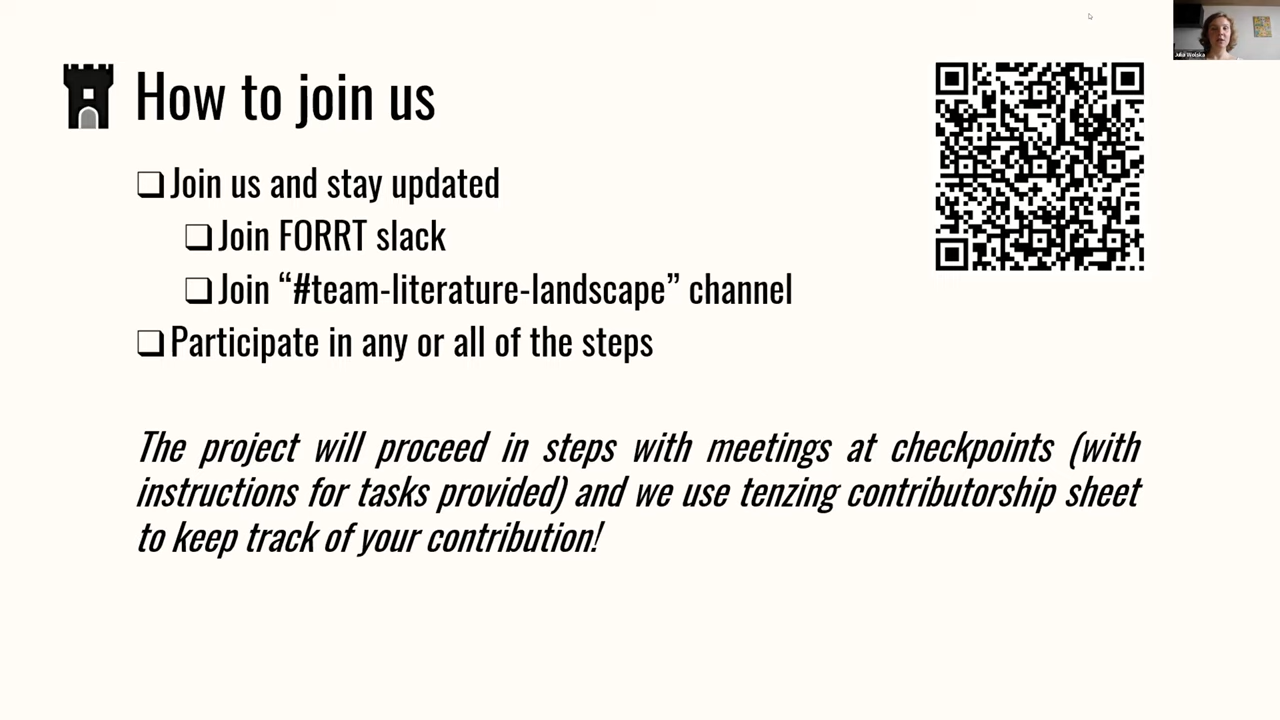 How to join us
Join us and stay updated
Join FORRT slack
Join “#team-literature-landscape” channel
Participate in any or all of the steps
The project will proceed in steps with meetings at checkpoints (with
instructions for tasks provided) and we use tenzing contributorship sheet
to keep track of your contribution!
Julia Wolska